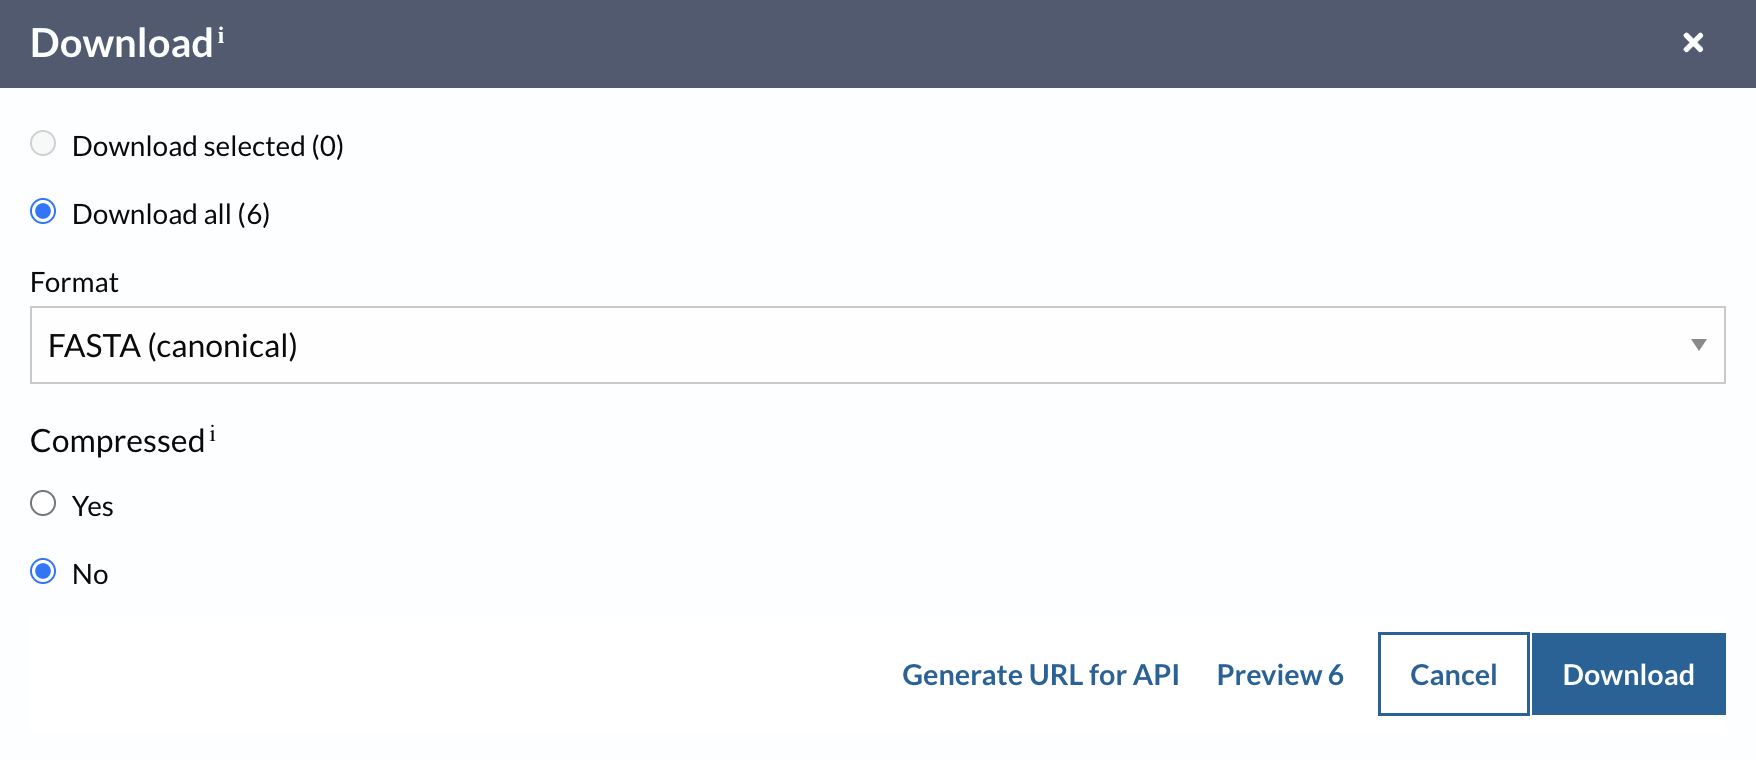 Download i
Download selected (0)
Download all (6)
Format
FASTA (canonical)
Compressed i
Yes
No
Generate URL for API Preview 6 Cancel Download